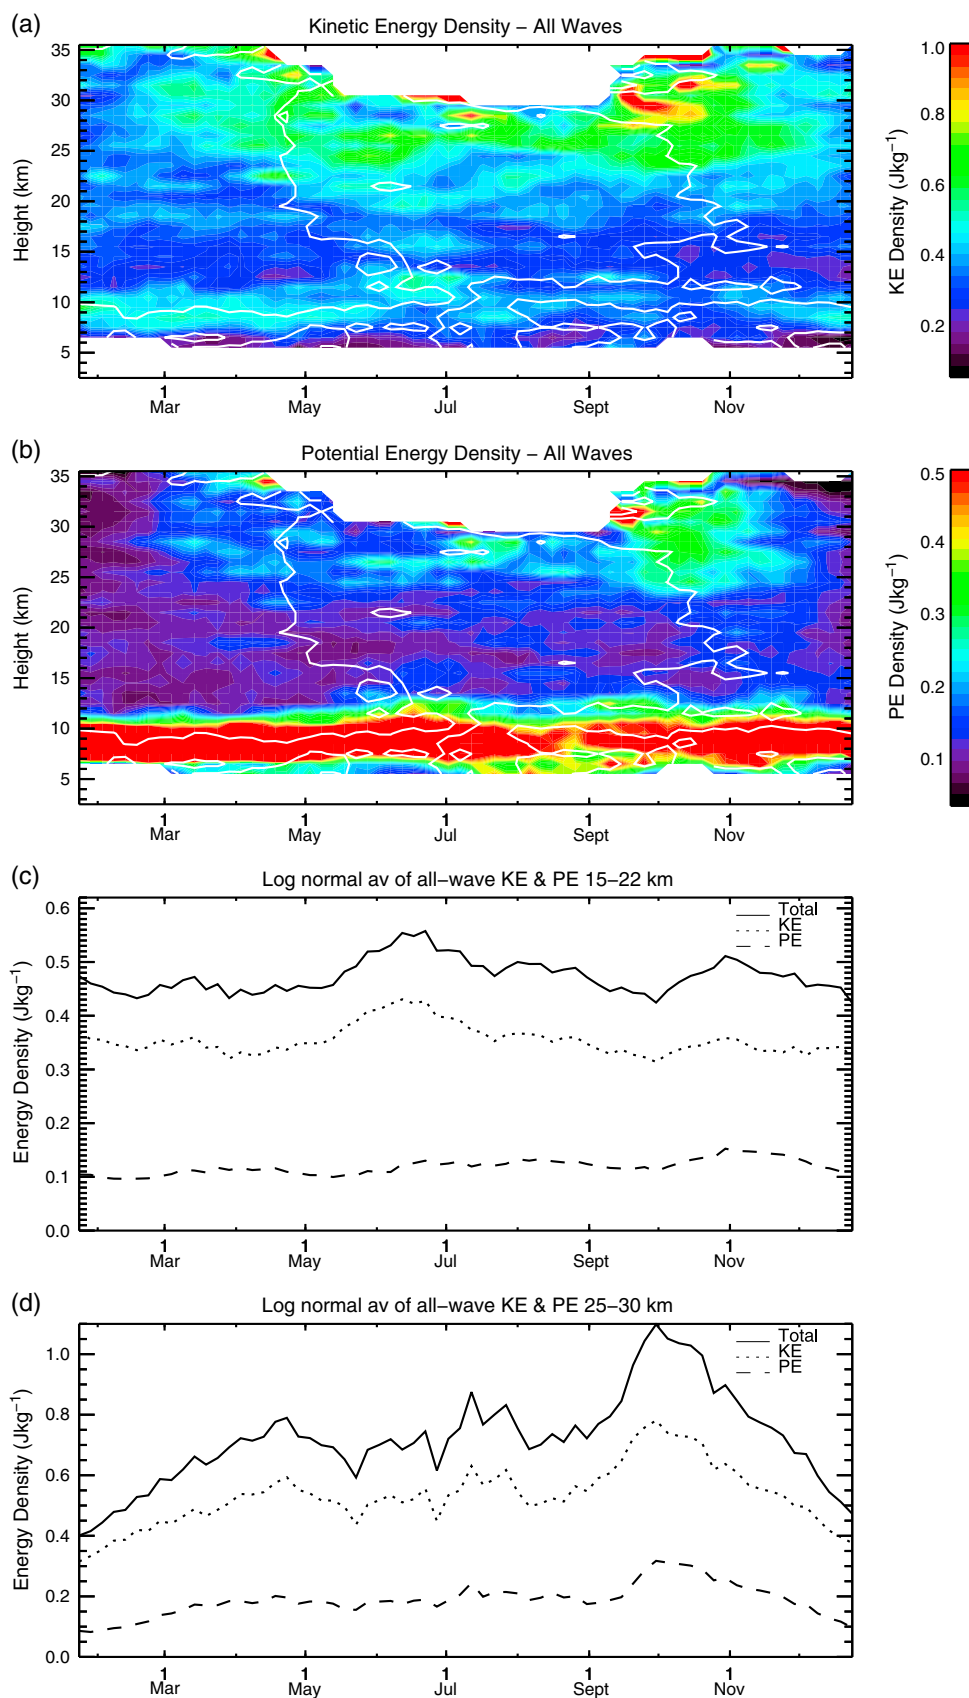 (a)
Kinetic Energy Density – All Waves
35
30
25
20
15
10
5
Height (km)
1 1 1 1 1
Mar May Jul Sept Nov
1.0
0.8
0.6
0.4
0.2
KE Density (Jkg⁻¹)
(b)
Potential Energy Density – All Waves
35
30
25
20
15
10
5
Height (km)
1 1 1 1 1
Mar May Jul Sept Nov
0.5
0.4
0.3
0.2
0.1
PE Density (Jkg⁻¹)
(c)
Log normal av of all–wave KE & PE 15–22 km
0.6
0.5
0.4
0.3
0.2
0.1
0.0
Energy Density (Jkg⁻¹)
Total
KE
PE
1 1 1 1 1
Mar May Jul Sept Nov
(d)
Log normal av of all–wave KE & PE 25–30 km
1.0
0.8
0.6
0.4
0.2
0.0
Energy Density (Jkg⁻¹)
Total
KE
PE
1 1 1 1 1
Mar May Jul Sept Nov